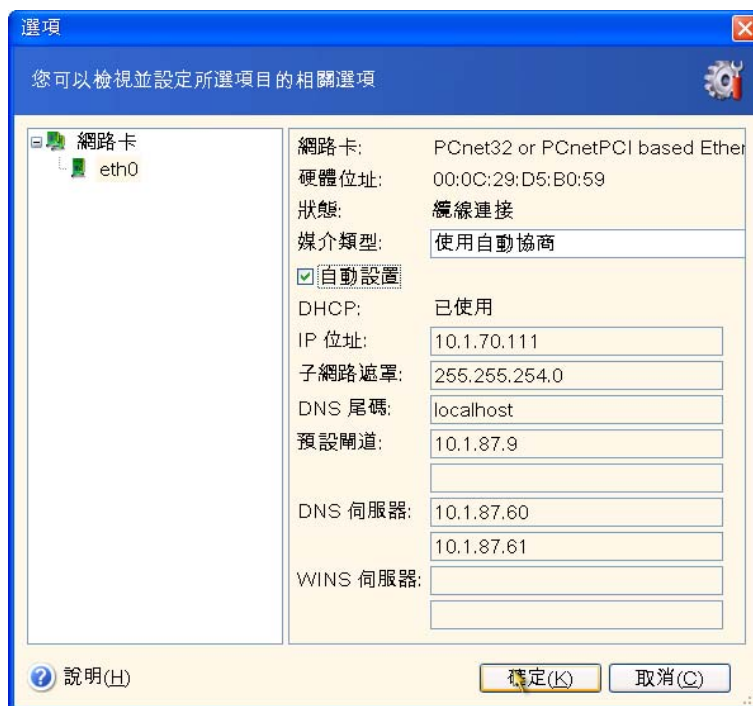 選項
您可以檢視並設定所選項目的相關選項
網路卡
eth0
網路卡: PCnet32 or PCnetPCI based Ether
硬體位址: 00:0C:29:D5:B0:59
狀態: 纜線連接
媒介類型: 使用自動協商
自動設置
DHCP: 已使用
IP 位址: 10.1.70.111
子網路遮罩: 255.255.254.0
DNS 尾碼: localhost
預設閘道: 10.1.87.9
DNS 伺服器: 10.1.87.60
10.1.87.61
WINS 伺服器:
說明(H) 確定(K) 取消(C)